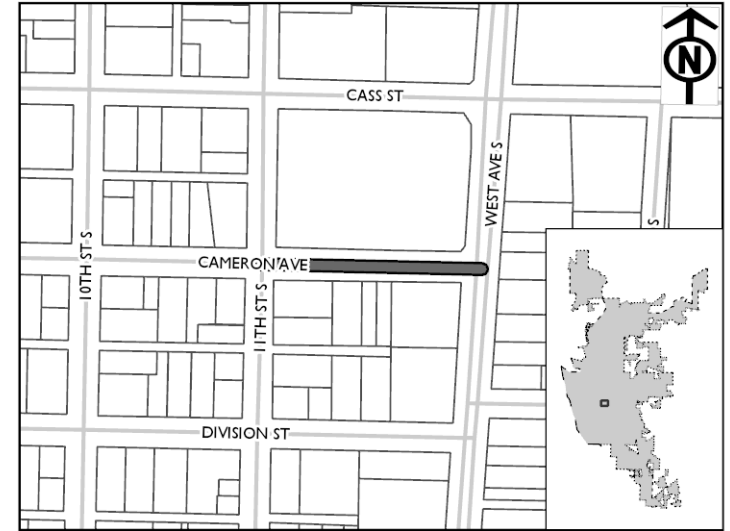 N
CASS ST
WEST AVE S
S
10TH ST S
CAMERON AVE
11TH ST S
DIVISION ST